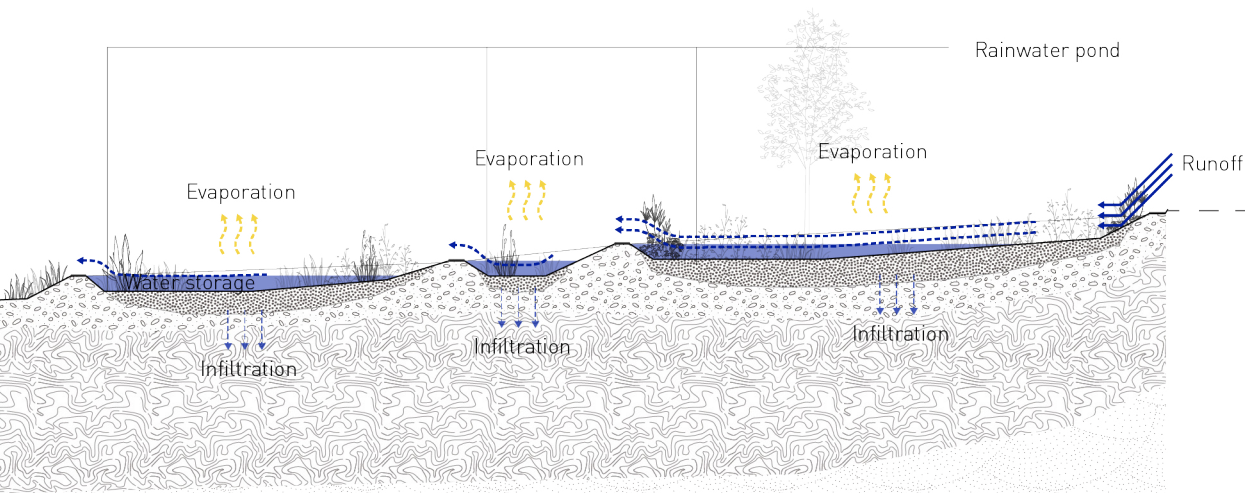 Rainwater pond
Evaporation
Evaporation
Evaporation
Runoff
Water storage
Infiltration
Infiltration
Infiltration